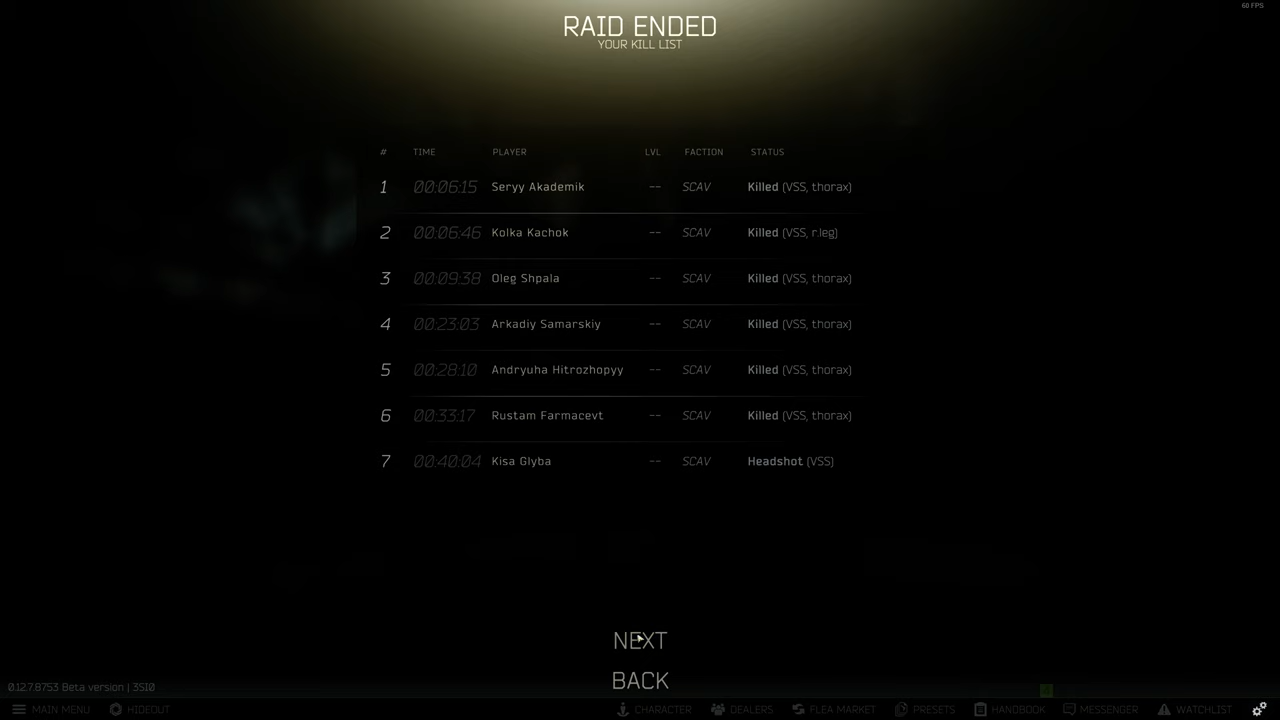 60 FPS
RAID ENDED
YOUR KILL LIST
# TIME PLAYER LVL FACTION STATUS
1 00:06:15 Seryy Akademik -- SCAV Killed (VSS, thorax)
2 00:06:46 Kolka Kachok -- SCAV Killed (VSS, r.leg)
3 00:09:38 Oleg Shpala -- SCAV Killed (VSS, thorax)
4 00:23:03 Arkadiy Samarskiy -- SCAV Killed (VSS, thorax)
5 00:28:10 Andryuha Hitrozhopyy -- SCAV Killed (VSS, thorax)
6 00:33:17 Rustam Farmacevt -- SCAV Killed (VSS, thorax)
7 00:40:04 Kisa Glyba -- SCAV Headshot (VSS)
NEXT
BACK
0.12.7.8753 Beta version | 3SI0
MAIN MENU HIDEOUT CHARACTER DEALERS FLEA MARKET PRESETS HANDBOOK MESSENGER WATCHLIST